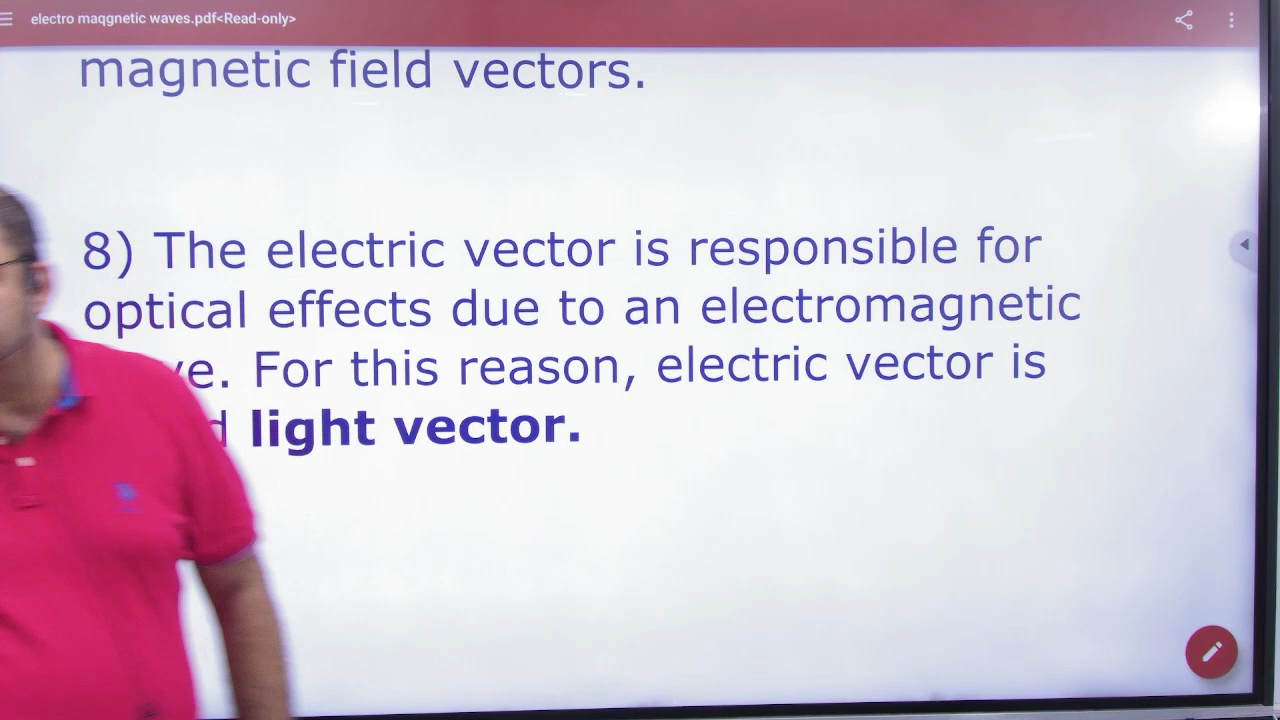 electro maqgnetic waves.pdf<Read-only>
magnetic field vectors.
8) The electric vector is responsible for
optical effects due to an electromagnetic
ve. For this reason, electric vector is
d light vector.